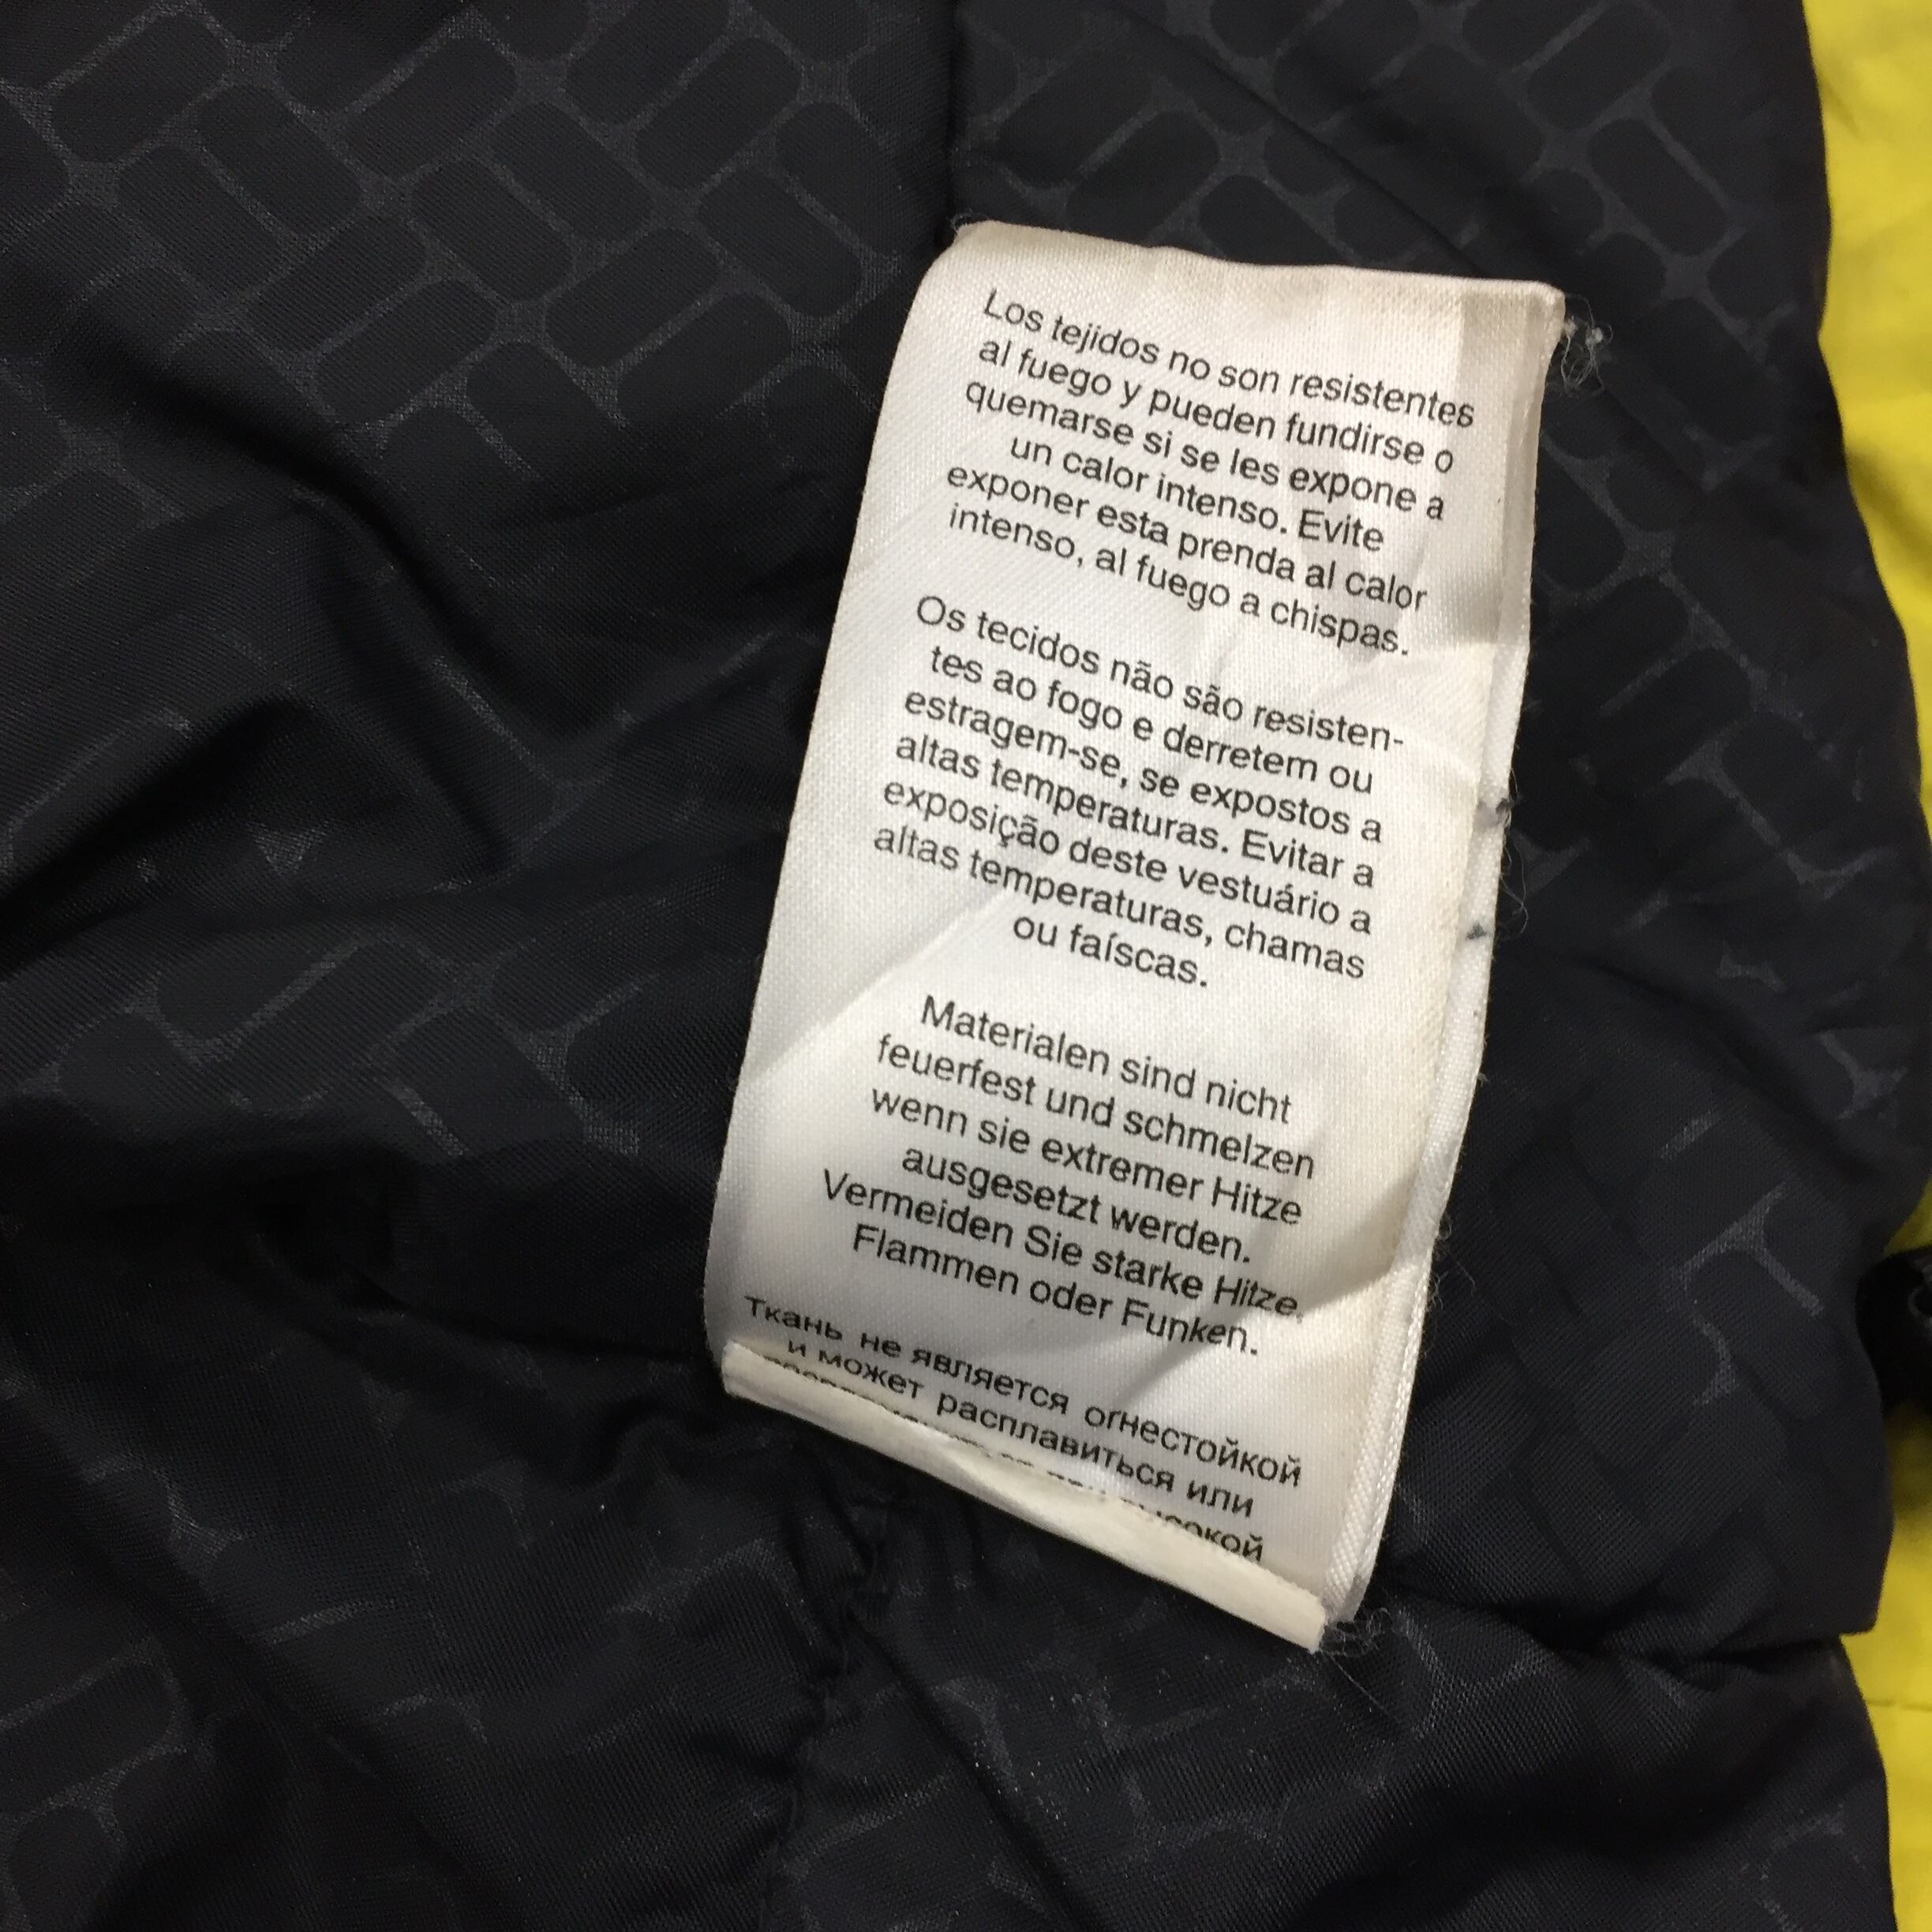 Los tejidos no son resistentes
al fuego y pueden fundirse o
quemarse si se les expone a
un calor intenso. Evite
exponer esta prenda al calor
intenso, al fuego a chispas.
Os tecidos não são resisten-
tes ao fogo e derretem ou
estragem-se, se expostos a
altas temperaturas. Evitar a
exposição deste vestuário a
altas temperaturas, chamas
ou faíscas.
Materialen sind nicht
feuerfest und schmelzen
wenn sie extremer Hitze
ausgesetzt werden.
Vermeiden Sie starke Hitze,
Flammen oder Funken.
Ткань не является огнестойкой
и может расплавиться или